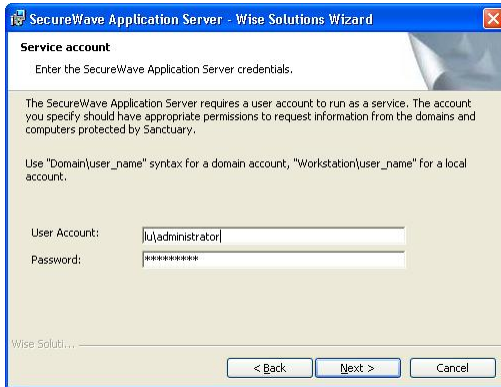 SecureWave Application Server - Wise Solutions Wizard
Service account
Enter the SecureWave Application Server credentials.
The SecureWave Application Server requires a user account to run as a service. The account
you specify should have appropriate permissions to request information from the domains and
computers protected by Sanctuary.
Use "Domain\user_name" syntax for a domain account, "Workstation\user_name" for a local
account.
User Account: lu\administrator
Password: *********
Wise Soluti...
< Back Next > Cancel